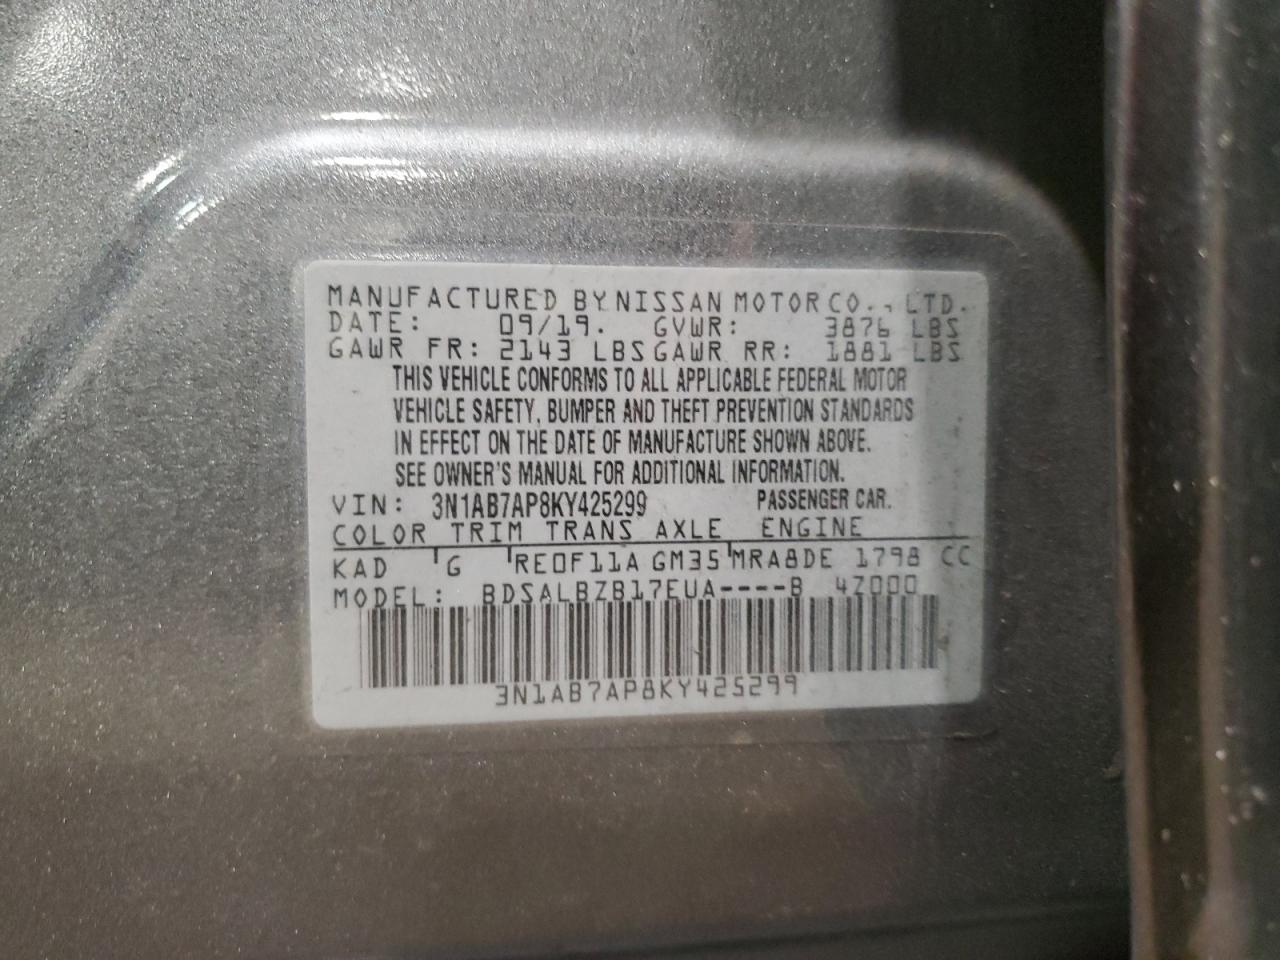 MANUFACTURED BY NISSAN MOTOR CO., LTD.
DATE: 09/19. GVWR: 3876 LBS
GAWR FR: 2143 LBS GAWR RR: 1881 LBS
THIS VEHICLE CONFORMS TO ALL APPLICABLE FEDERAL MOTOR
VEHICLE SAFETY, BUMPER AND THEFT PREVENTION STANDARDS
IN EFFECT ON THE DATE OF MANUFACTURE SHOWN ABOVE.
SEE OWNER'S MANUAL FOR ADDITIONAL INFORMATION.
VIN: 3N1AB7AP8KY425299 PASSENGER CAR.
COLOR TRIM TRANS AXLE ENGINE
KAD G RE0F11A GM35 MRA8DE 1798 CC
MODEL: BDSALBZB17EUA----B 4Z000
3N1AB7AP8KY425299